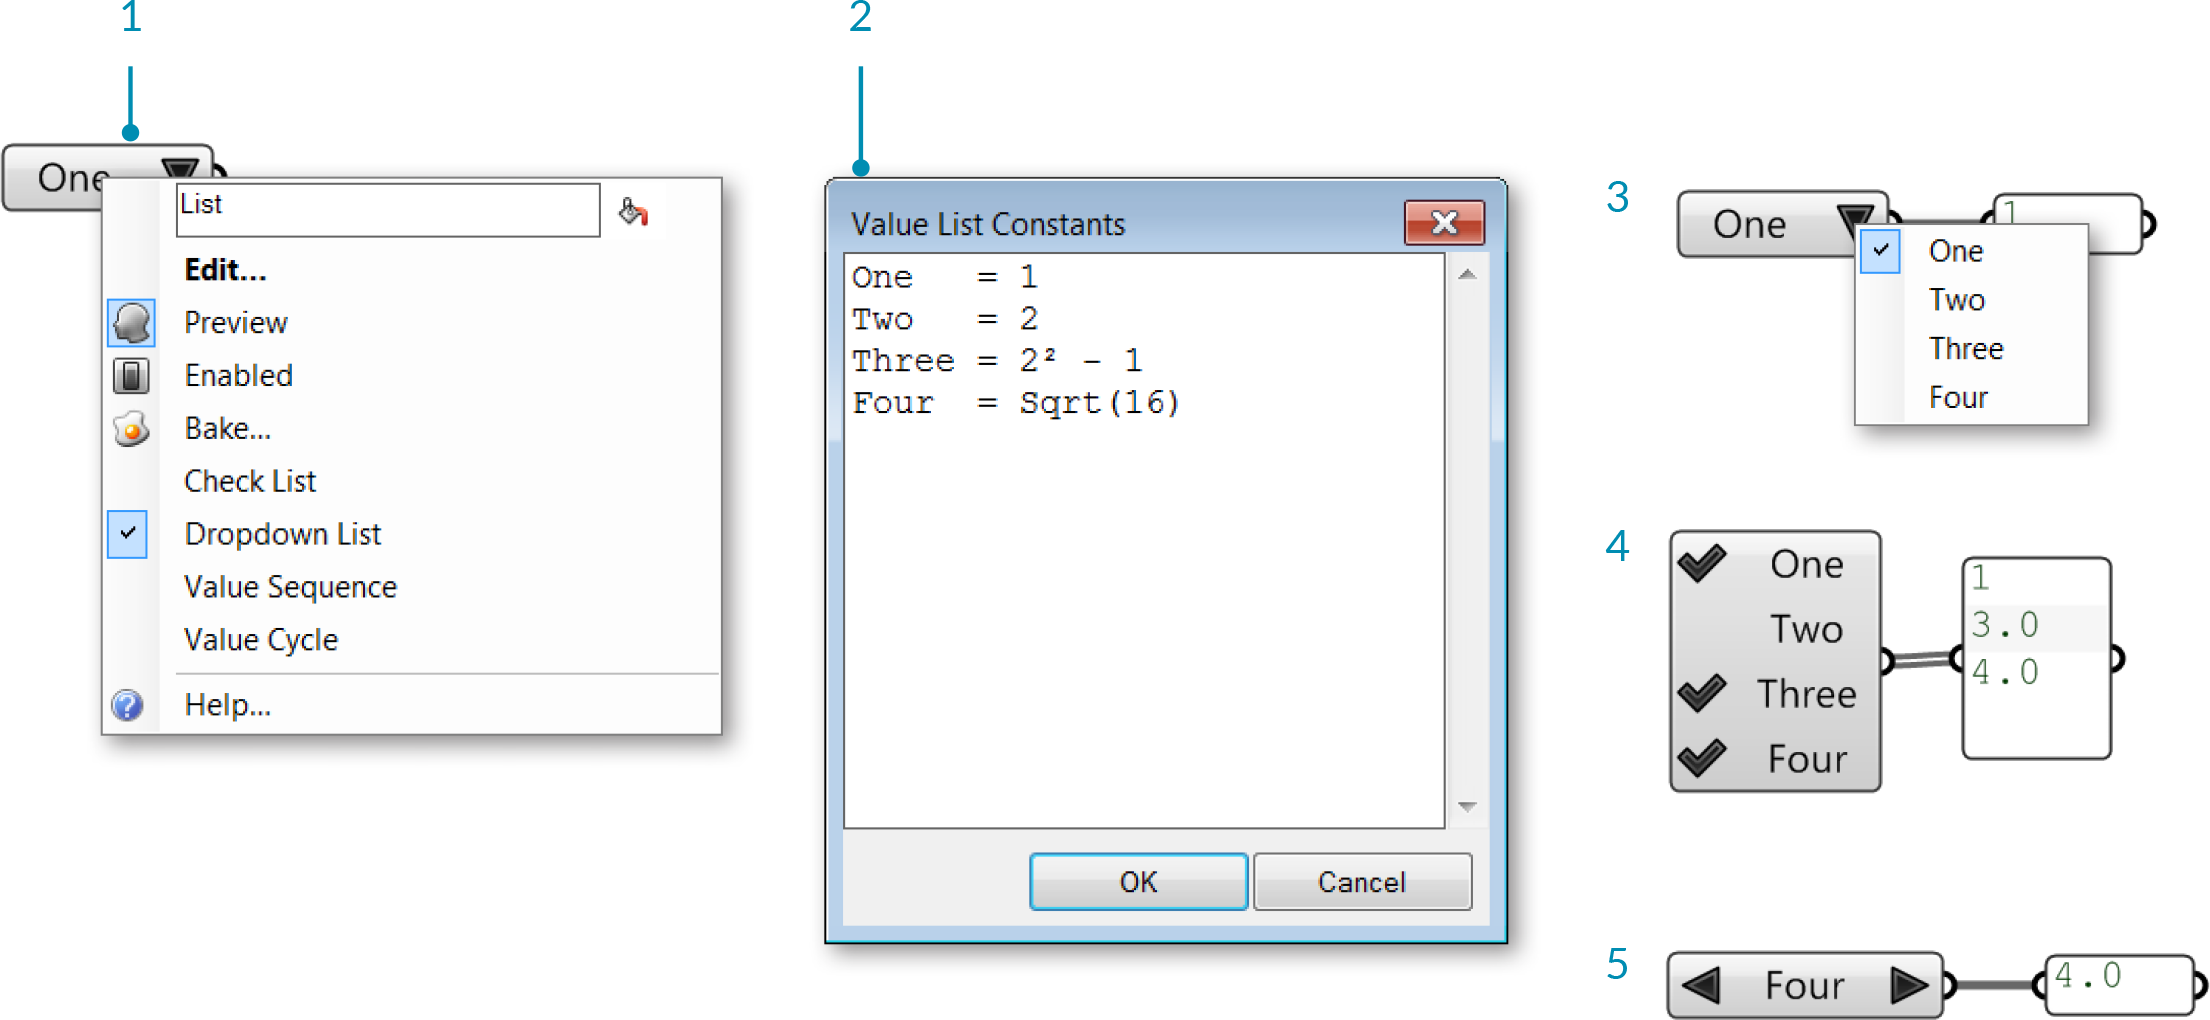 1
One
List
Edit...
Preview
Enabled
Bake...
Check List
Dropdown List
Value Sequence
Value Cycle
Help...
2
Value List Constants
One   = 1
Two   = 2
Three = 2² - 1
Four  = Sqrt(16)
OK
Cancel
3
One
1
One
Two
Three
Four
4
One
Two
Three
Four
1
3.0
4.0
5
Four
4.0